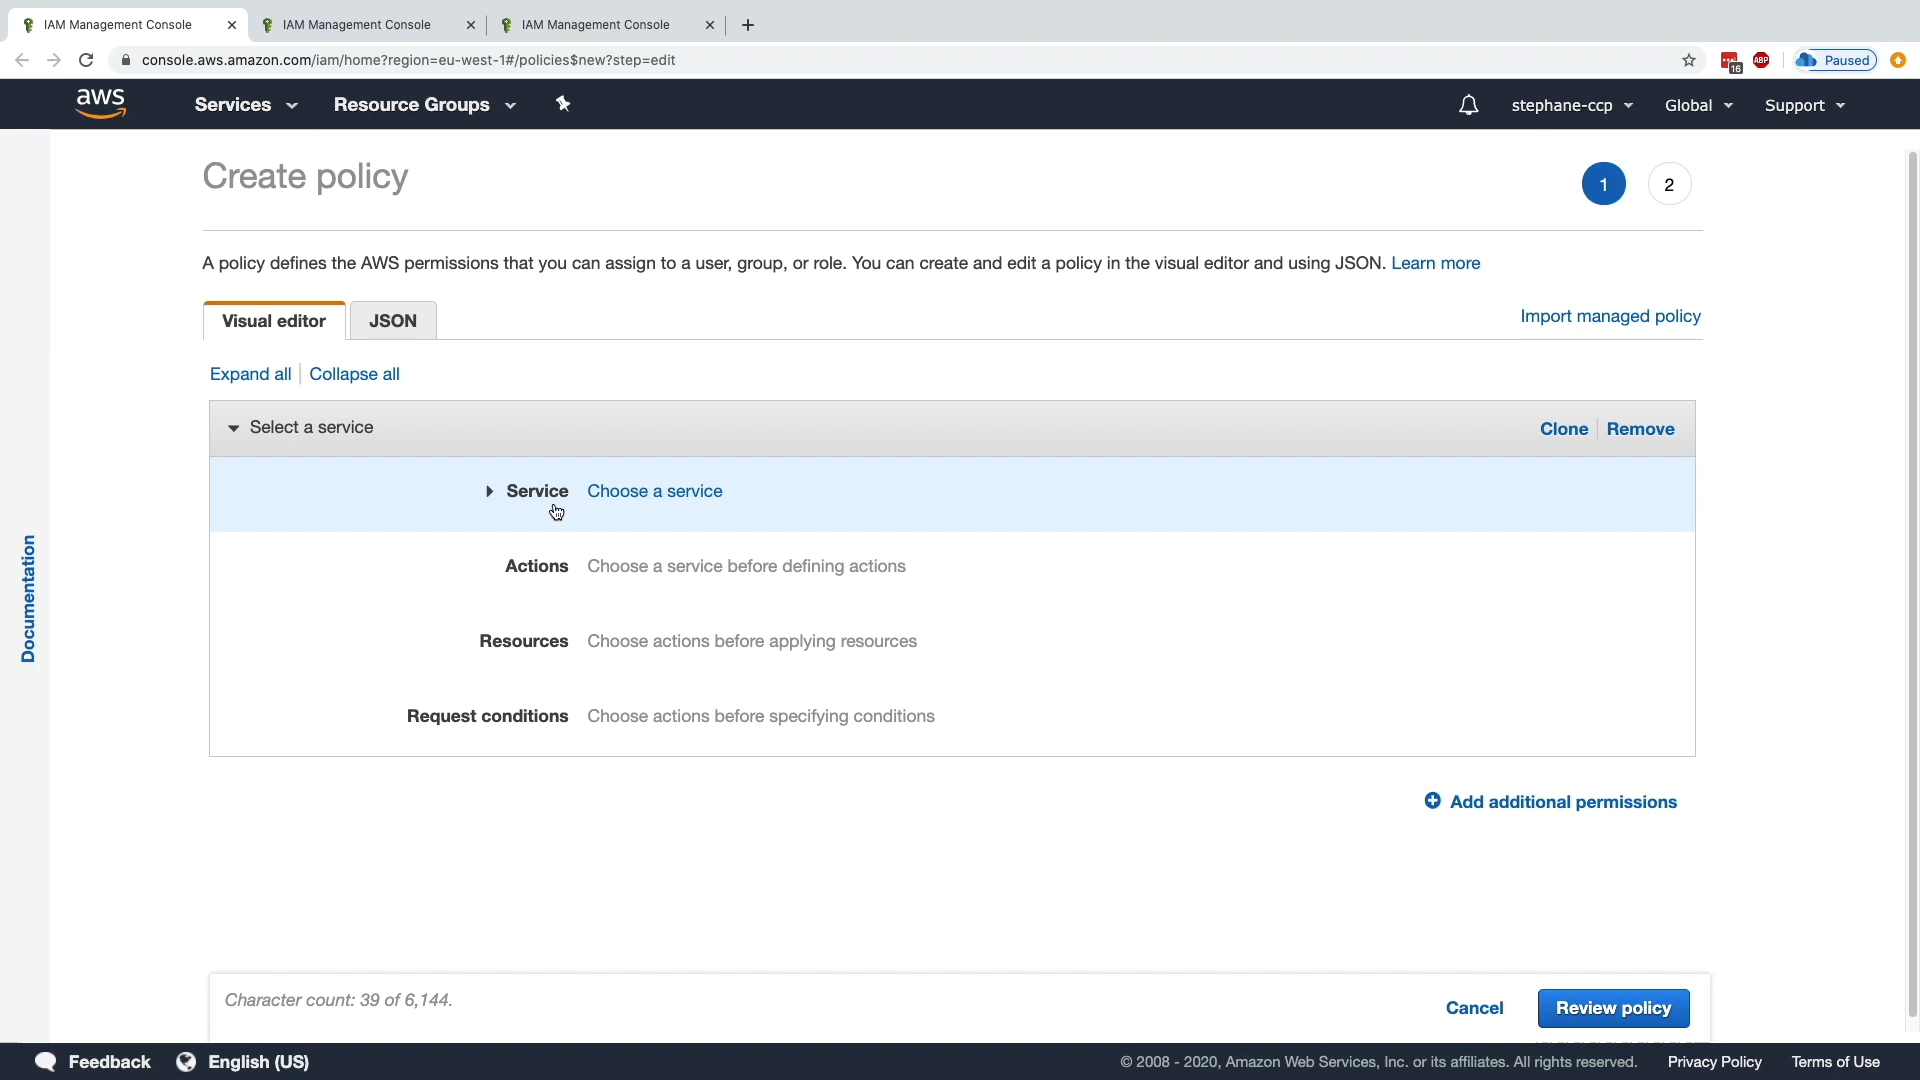 IAM Management Console
IAM Management Console
IAM Management Console
console.aws.amazon.com/iam/home?region=eu-west-1#/policies$new?step=edit
16
ABP
Paused
aws
Services
Resource Groups
stephane-ccp
Global
Support
Create policy
1
2
A policy defines the AWS permissions that you can assign to a user, group, or role. You can create and edit a policy in the visual editor and using JSON. Learn more
Visual editor
JSON
Import managed policy
Expand all
Collapse all
Select a service
Clone
Remove
Service
Choose a service
Actions
Choose a service before defining actions
Resources
Choose actions before applying resources
Request conditions
Choose actions before specifying conditions
Documentation
Add additional permissions
Character count: 39 of 6,144.
Cancel
Review policy
Feedback
English (US)
© 2008 - 2020, Amazon Web Services, Inc. or its affiliates. All rights reserved.
Privacy Policy
Terms of Use